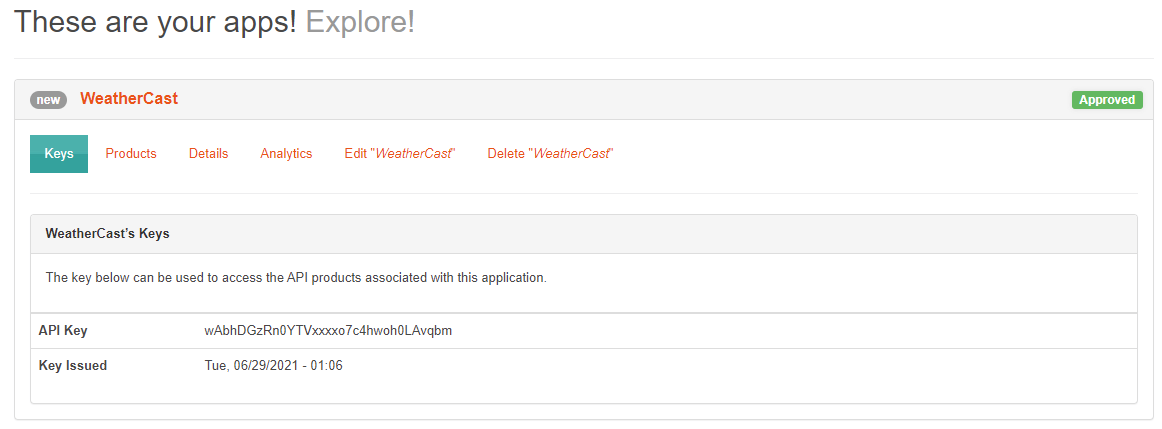 These are your apps! Explore!
new WeatherCast Approved
Keys Products Details Analytics Edit "WeatherCast" Delete "WeatherCast"
WeatherCast's Keys
The key below can be used to access the API products associated with this application.
API Key wAbhDGzRn0YTVxxxxo7c4hwoh0LAvqbm
Key Issued Tue, 06/29/2021 - 01:06